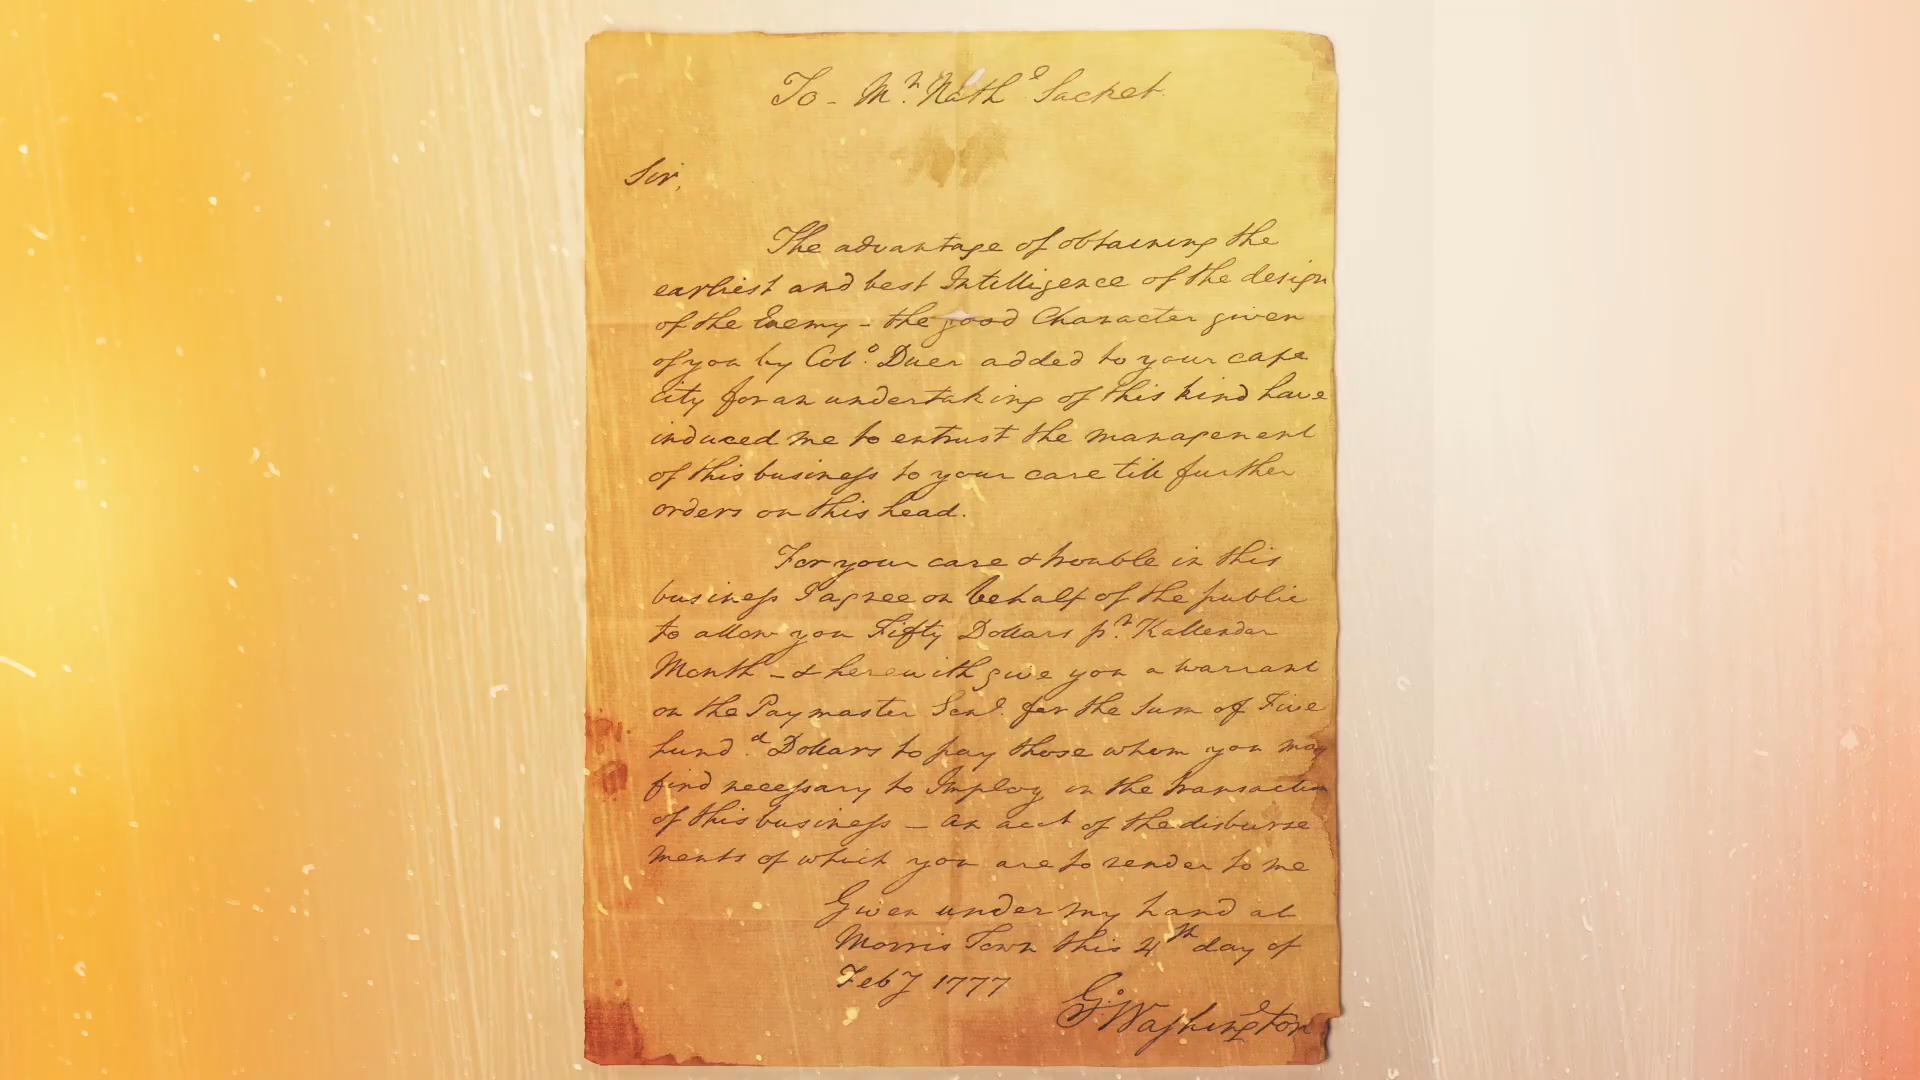 To - Mr. Nathl Sacket
Sir,
The advantage of obtaining the
earliest and best Intelligence of the design
of the Enemy - the good Character given
of you by Colo. Duer added to your capa
city for an undertaking of this kind have
induced me to entrust the management
of this business to your care till further
orders on this head.
For your care & trouble in this
business I agree on behalf of the public
to allow you Fifty Dollars pr. Kallendar
Month - & herewith give you a warrant
on the Paymaster Genl. for the sum of Five
hund.d Dollars to pay those whom you may
find necessary to Imploy in the transaction
of this business - an acct of the disburse
ments of which you are to render to me
Given under my hand at
Morris Town this 4th day of
Feby 1777
Go: Washington